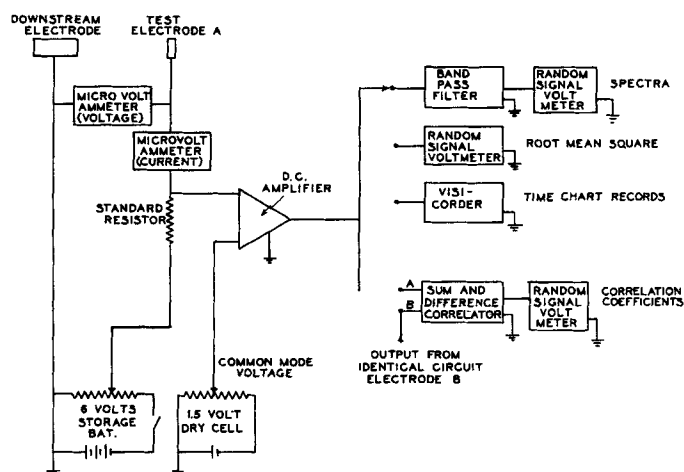 DOWNSTREAM
ELECTRODE
TEST
ELECTRODE A
MICRO VOLT
AMMETER
(VOLTAGE)
MICROVOLT
AMMETER
(CURRENT)
STANDARD
RESISTOR
D.C.
AMPLIFIER
COMMON MODE
VOLTAGE
6 VOLTS
STORAGE
BAT.
1.5 VOLT
DRY CELL
BAND
PASS
FILTER
RANDOM
SIGNAL
VOLT
METER
SPECTRA
RANDOM
SIGNAL
VOLTMETER
ROOT MEAN SQUARE
VISI-
CORDER
TIME CHART RECORDS
A
B
SUM AND
DIFFERENCE
CORRELATOR
RANDOM
SIGNAL
VOLT
METER
CORRELATION
COEFFICIENTS
OUTPUT FROM
IDENTICAL CIRCUIT
ELECTRODE B